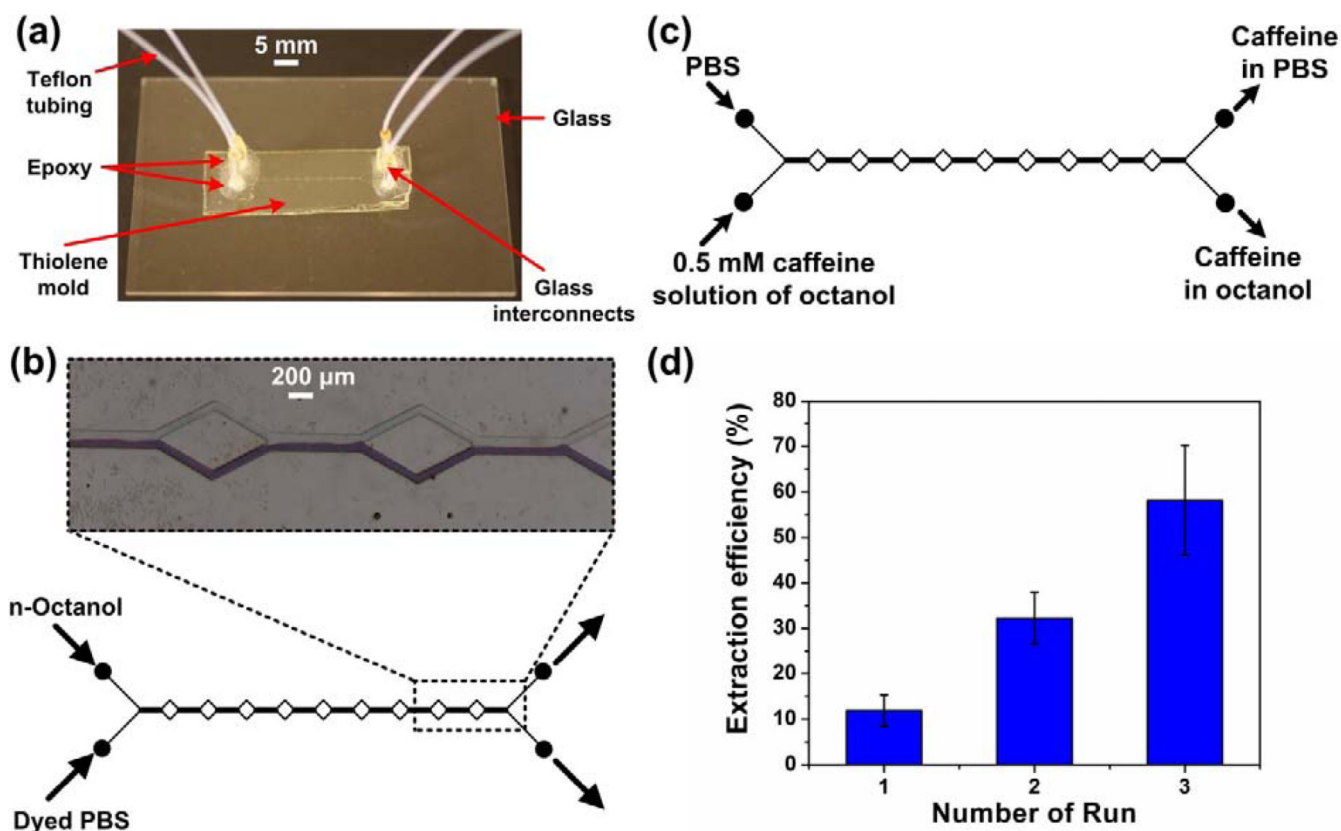 (a)
5 mm
Teflon
tubing
Glass
Epoxy
Thiolene
mold
Glass
interconnects
(c)
PBS
Caffeine
in PBS
0.5 mM caffeine
solution of octanol
Caffeine
in octanol
(b)
200 μm
n-Octanol
Dyed PBS
(d)
Extraction efficiency (%)
80
70
60
50
40
30
20
10
0
1 2 3
Number of Run